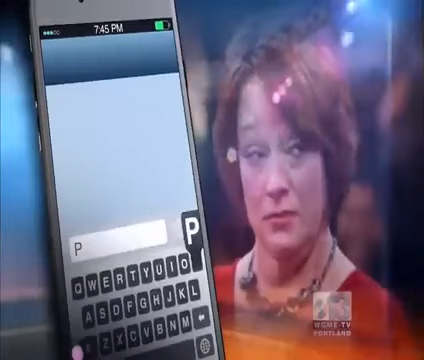 7:45 PM
P
P
QWERTYUIO
ASDFGHJKL
ZXCVBNM
WGME-TV
PORTLAND